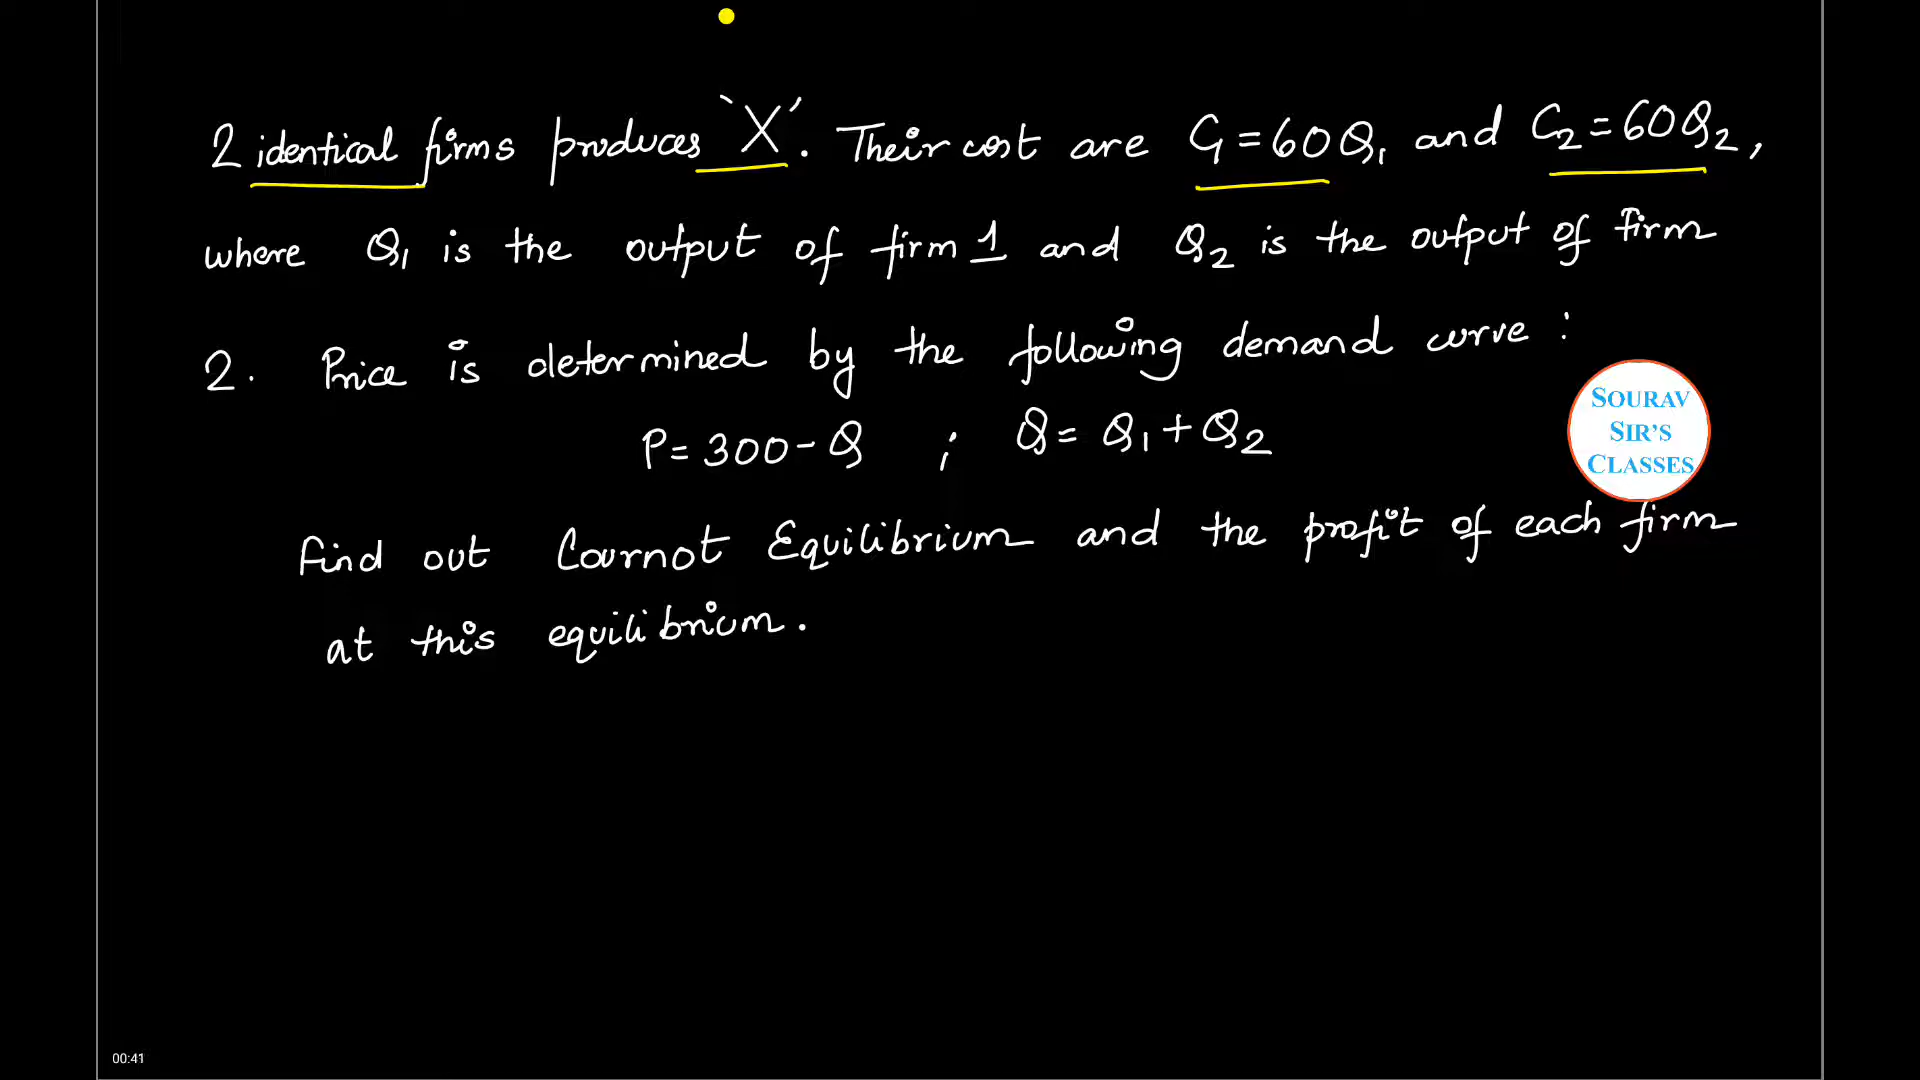 2 identical firms produces 'X'. Their cost are C1 = 60Q1 and C2 = 60Q2,
where Q1 is the output of firm 1 and Q2 is the output of firm
2. Price is determined by the following demand curve :
P = 300 - Q ; Q = Q1 + Q2
SOURAV
SIR'S
CLASSES
Find out Cournot Equilibrium and the profit of each firm
at this equilibrium.
00:41